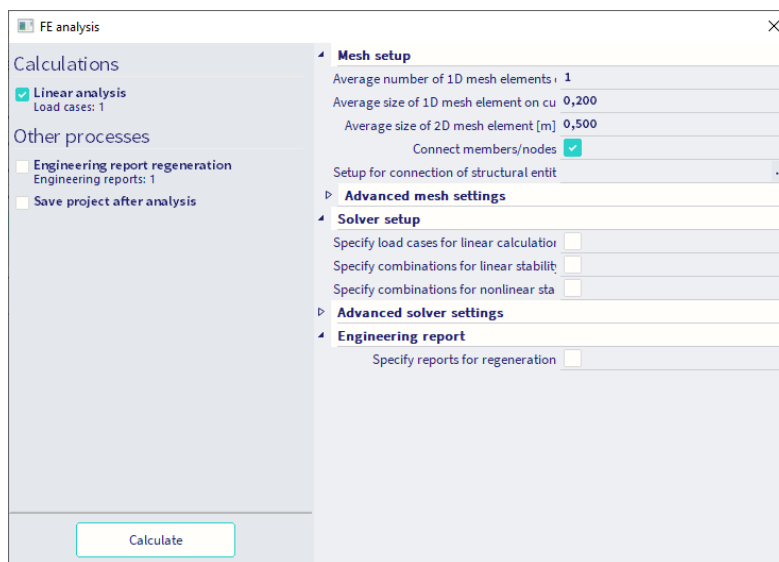 FE analysis
Calculations
Linear analysis
Load cases: 1
Other processes
Engineering report regeneration
Engineering reports: 1
Save project after analysis
Calculate
Mesh setup
Average number of 1D mesh elements 1
Average size of 1D mesh element on cu 0,200
Average size of 2D mesh element [m] 0,500
Connect members/nodes
Setup for connection of structural entit
Advanced mesh settings
Solver setup
Specify load cases for linear calculation
Specify combinations for linear stability
Specify combinations for nonlinear sta
Advanced solver settings
Engineering report
Specify reports for regeneration